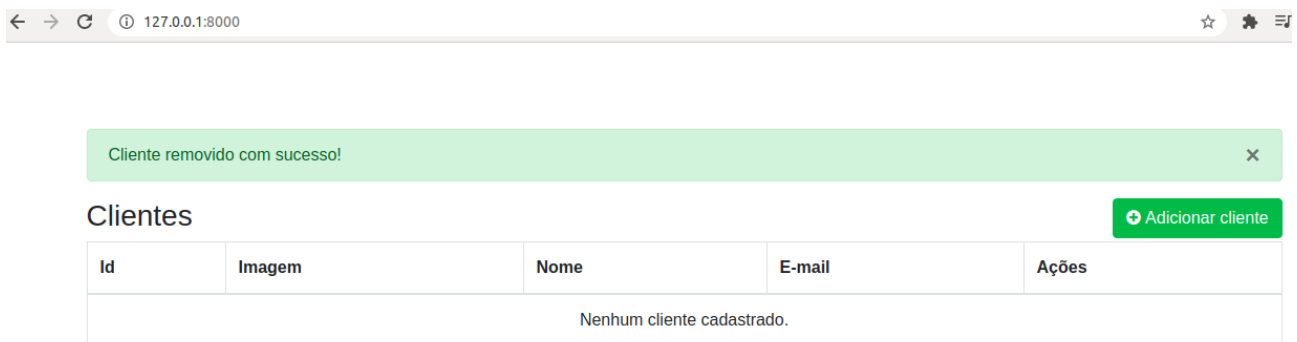 127.0.0.1:8000
Cliente removido com sucesso! ×
Clientes
Adicionar cliente
Id Imagem Nome E-mail Ações
Nenhum cliente cadastrado.